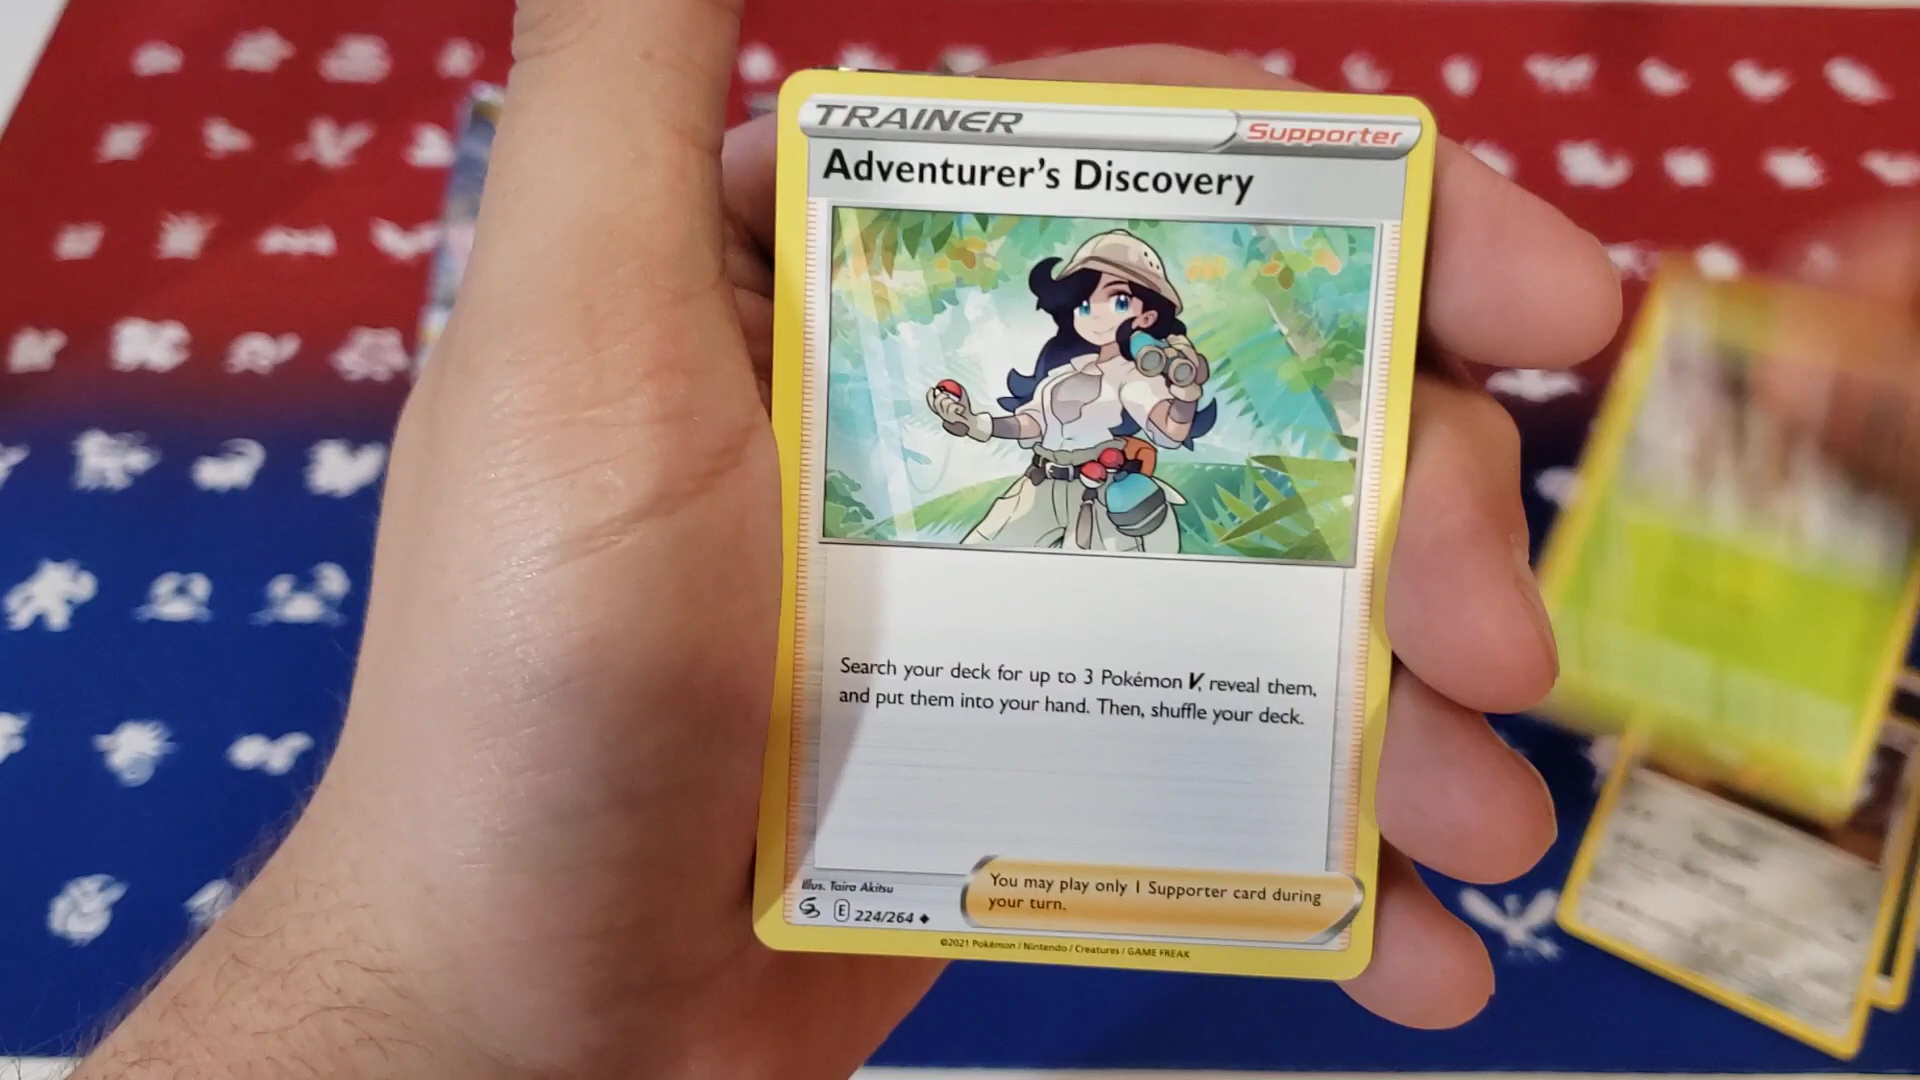 TRAINER
Supporter
Adventurer's Discovery
Search your deck for up to 3 Pokémon V, reveal them,
and put them into your hand. Then, shuffle your deck.
You may play only 1 Supporter card during
your turn.
Illus. Taira Akitsu
E 224/264
©2021 Pokémon / Nintendo / Creatures / GAME FREAK